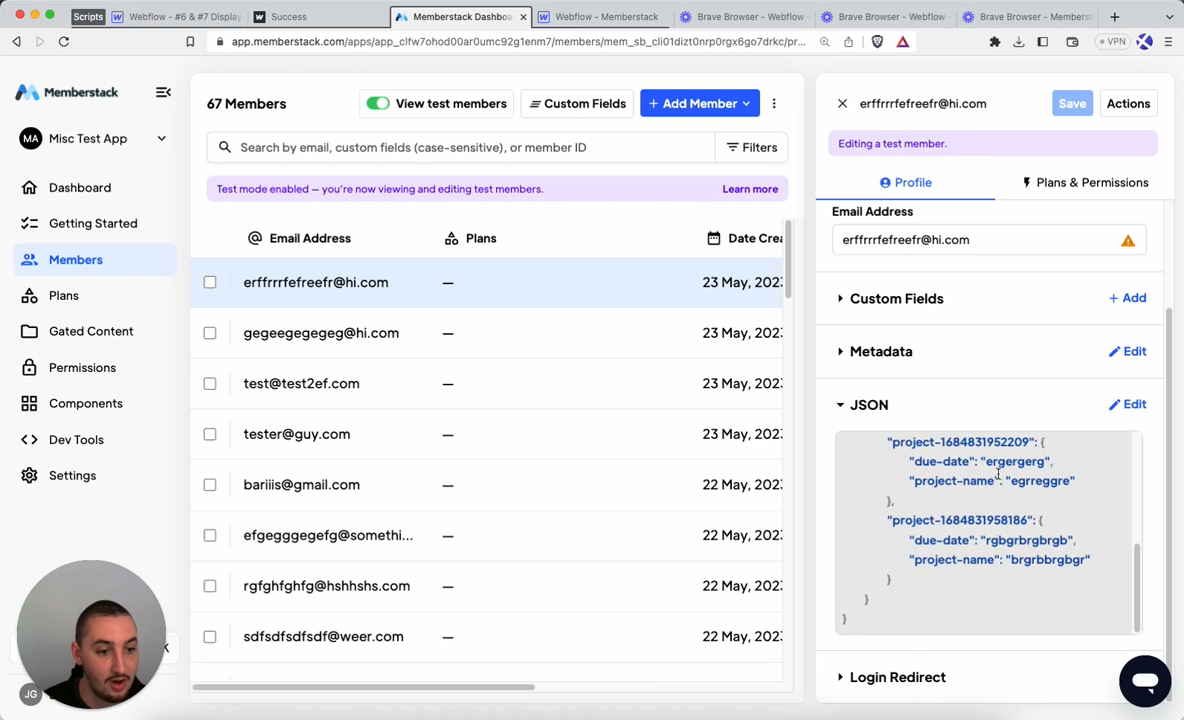 Scripts
Webflow - #6 & #7 Display
Success
Memberstack Dashboa
Webflow - Memberstack
Brave Browser - Webflow
Brave Browser - Webflow
Brave Browser - Memberst
app.memberstack.com/apps/app_clfw7ohod00ar0umc92g1enm7/members/mem_sb_cli01dizt0nrp0rgx6go7drkc/pr...
VPN
Memberstack
MA Misc Test App
Dashboard
Getting Started
Members
Plans
Gated Content
Permissions
Components
Dev Tools
Settings
JG
67 Members
View test members
Custom Fields
+ Add Member
Search by email, custom fields (case-sensitive), or member ID
Filters
Test mode enabled — you're now viewing and editing test members.
Learn more
Email Address
Plans
Date Crea
erffrrrfefreefr@hi.com — 23 May, 2023
gegeegegegeg@hi.com — 23 May, 2023
test@test2ef.com — 23 May, 2023
tester@guy.com — 23 May, 2023
bariiis@gmail.com — 22 May, 2023
efgegggegefg@somethi... — 22 May, 2023
rgfghfghfg@hshhshs.com — 22 May, 2023
sdfsdfsdfsdf@weer.com — 22 May, 2023
erffrrrfefreefr@hi.com
Save
Actions
Editing a test member.
Profile
Plans & Permissions
Email Address
erffrrrfefreefr@hi.com
Custom Fields
+ Add
Metadata
Edit
JSON
Edit
"project-1684831952209": {
"due-date": "ergergerg",
"project-name": "egrreggre"
},
"project-1684831958186": {
"due-date": "rgbgrbrgbrgb",
"project-name": "brgrbbrgbgr"
}
}
}
Login Redirect